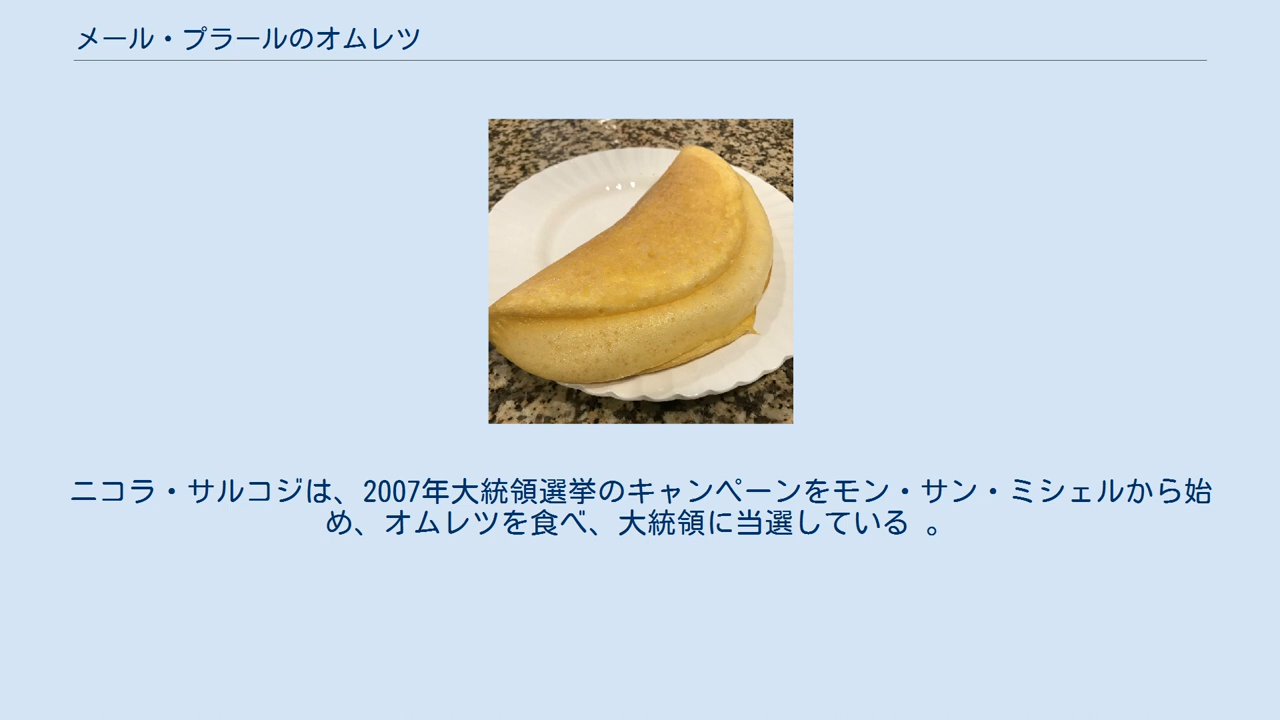 メール・プラールのオムレツ
ニコラ・サルコジは、2007年大統領選挙のキャンペーンをモン・サン・ミシェルから始
め、オムレツを食べ、大統領に当選している 。